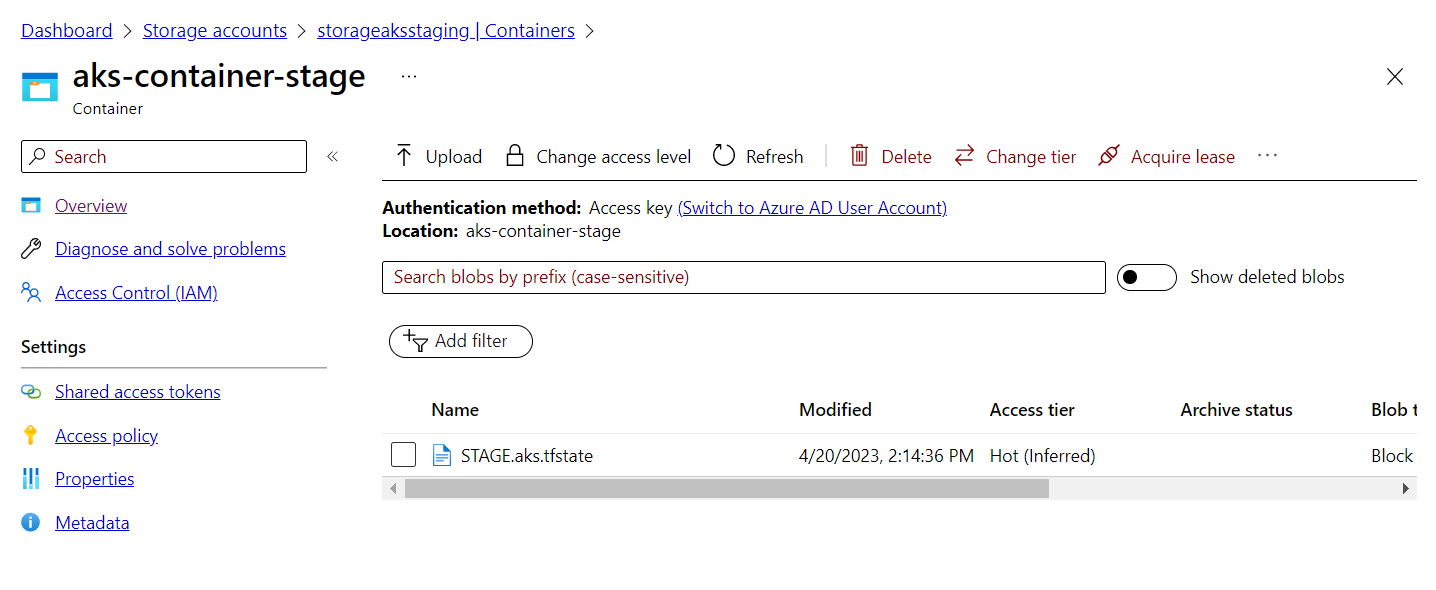 Dashboard > Storage accounts > storageaksstaging | Containers >
aks-container-stage ...
Container
Search «
Upload Change access level Refresh Delete Change tier Acquire lease ...
Overview
Authentication method: Access key (Switch to Azure AD User Account)
Location: aks-container-stage
Diagnose and solve problems
Search blobs by prefix (case-sensitive) Show deleted blobs
Access Control (IAM)
Add filter
Settings
Shared access tokens
Access policy
Properties
Metadata
Name Modified Access tier Archive status Blob t
STAGE.aks.tfstate 4/20/2023, 2:14:36 PM Hot (Inferred) Block